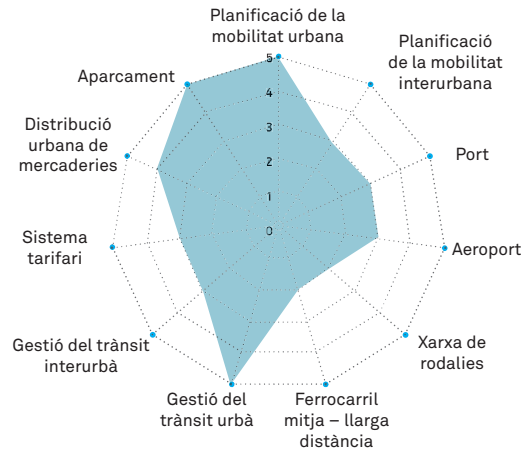 Planificació de la
mobilitat urbana
Planificació
de la mobilitat
interurbana
Port
Aeroport
Xarxa de
rodalies
Ferrocarril
mitja – llarga
distància
Gestió del
trànsit urbà
Gestió del trànsit
interurbà
Sistema
tarifari
Distribució
urbana de
mercaderies
Aparcament
5
4
3
2
1
0